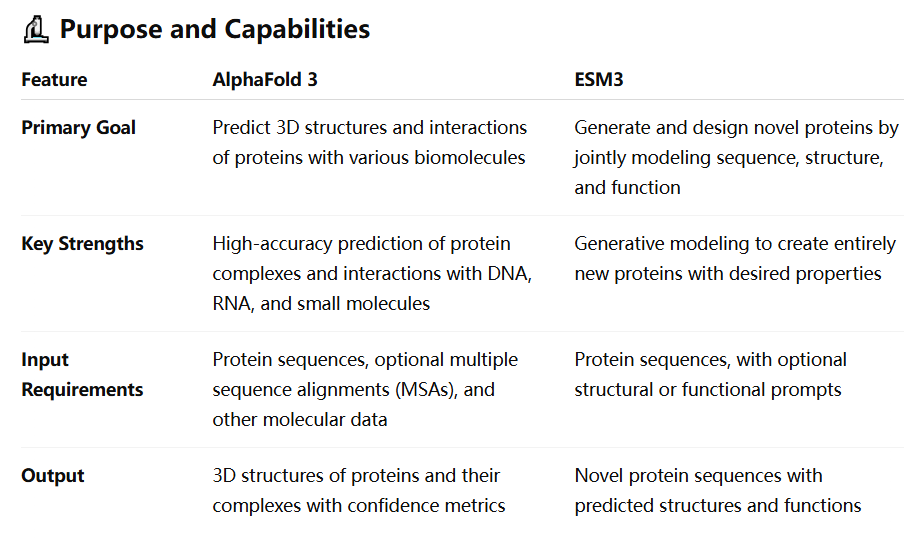 Purpose and Capabilities
Feature AlphaFold 3 ESM3
Primary Goal Predict 3D structures and interactions Generate and design novel proteins by
of proteins with various biomolecules jointly modeling sequence, structure,
and function
Key Strengths High-accuracy prediction of protein Generative modeling to create entirely
complexes and interactions with DNA, new proteins with desired properties
RNA, and small molecules
Input Protein sequences, optional multiple Protein sequences, with optional
Requirements sequence alignments (MSAs), and structural or functional prompts
other molecular data
Output 3D structures of proteins and their Novel protein sequences with
complexes with confidence metrics predicted structures and functions